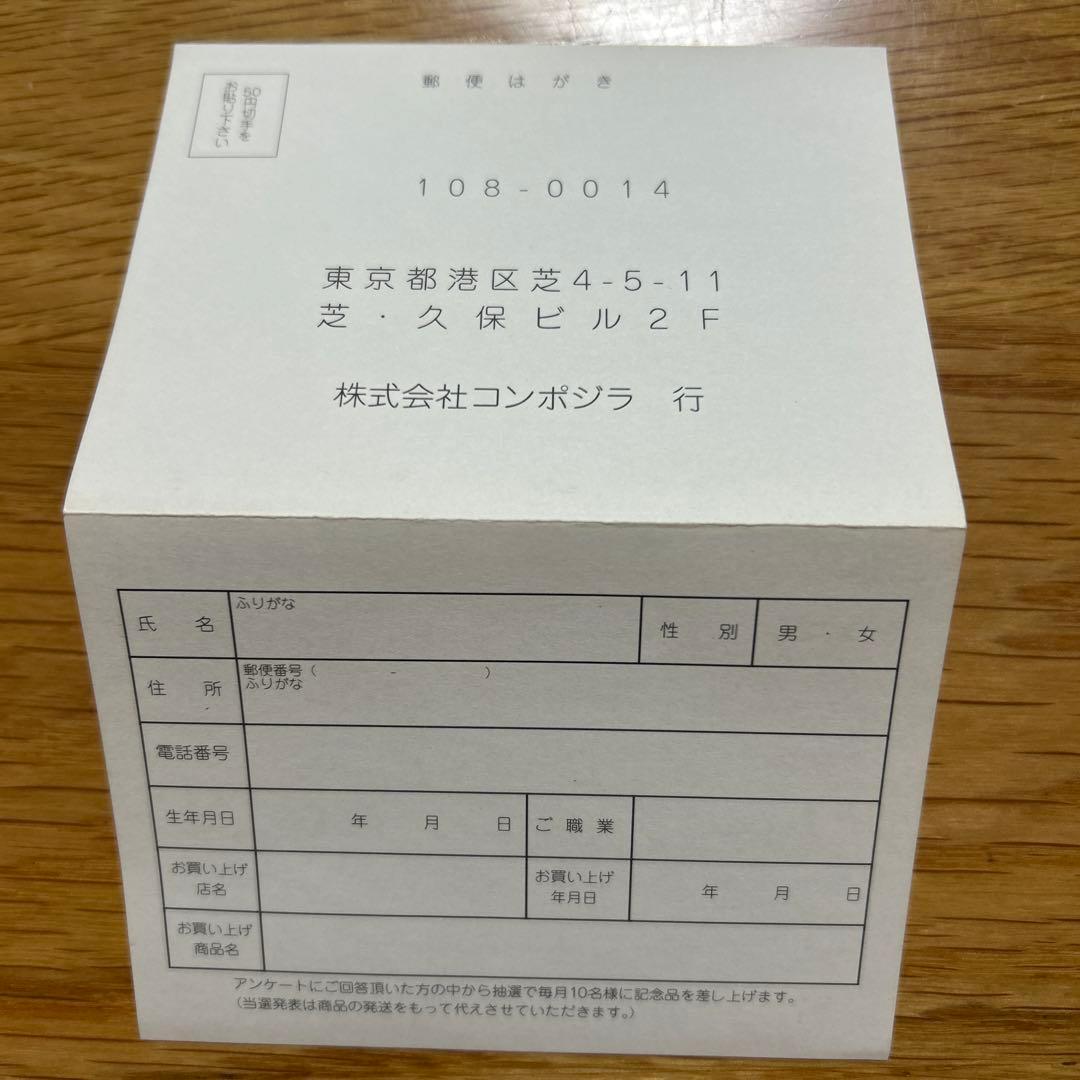 郵便はがき
50円切手を
お貼り下さい
108-0014
東京都港区芝4-5-11
芝・久保ビル2F
株式会社コンポジラ 行
氏 名
ふりがな
性 別
男 ・ 女
住 所
郵便番号( - )
ふりがな
電話番号
生年月日
年 月 日
ご職業
お買い上げ
店名
お買い上げ
年月日
年 月 日
お買い上げ
商品名
アンケートにご回答頂いた方の中から抽選で毎月10名様に記念品を差し上げます。
(当選発表は商品の発送をもって代えさせていただきます。)